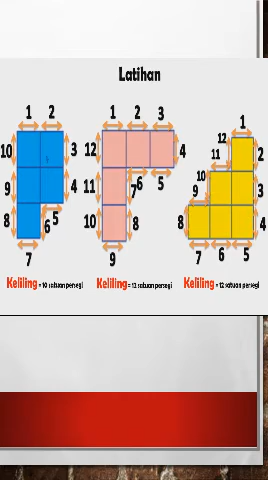 Latihan
1 2 1 2 3 1
10 3 12 4 12 2
11
9 4 11 7 6 5 10 3
9
8 6 5 10 8 8 4
7 9 7 6 5
Keliling = 10 satuan persegi Keliling = 12 satuan persegi Keliling = 12 satuan persegi